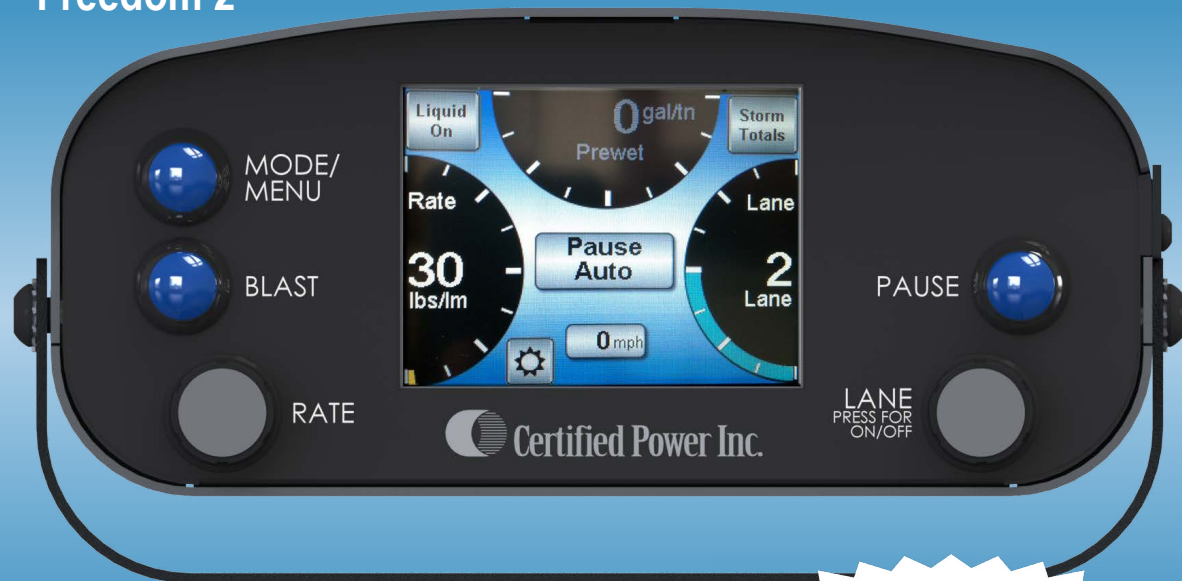 Freedom 2
Liquid
On
0 gal/tn
Prewet
Storm
Totals
MODE/
MENU
Rate
30
lbs/lm
Pause
Auto
Lane
2
Lane
BLAST
PAUSE
0 mph
RATE
LANE
PRESS FOR
ON/OFF
Certified Power Inc.